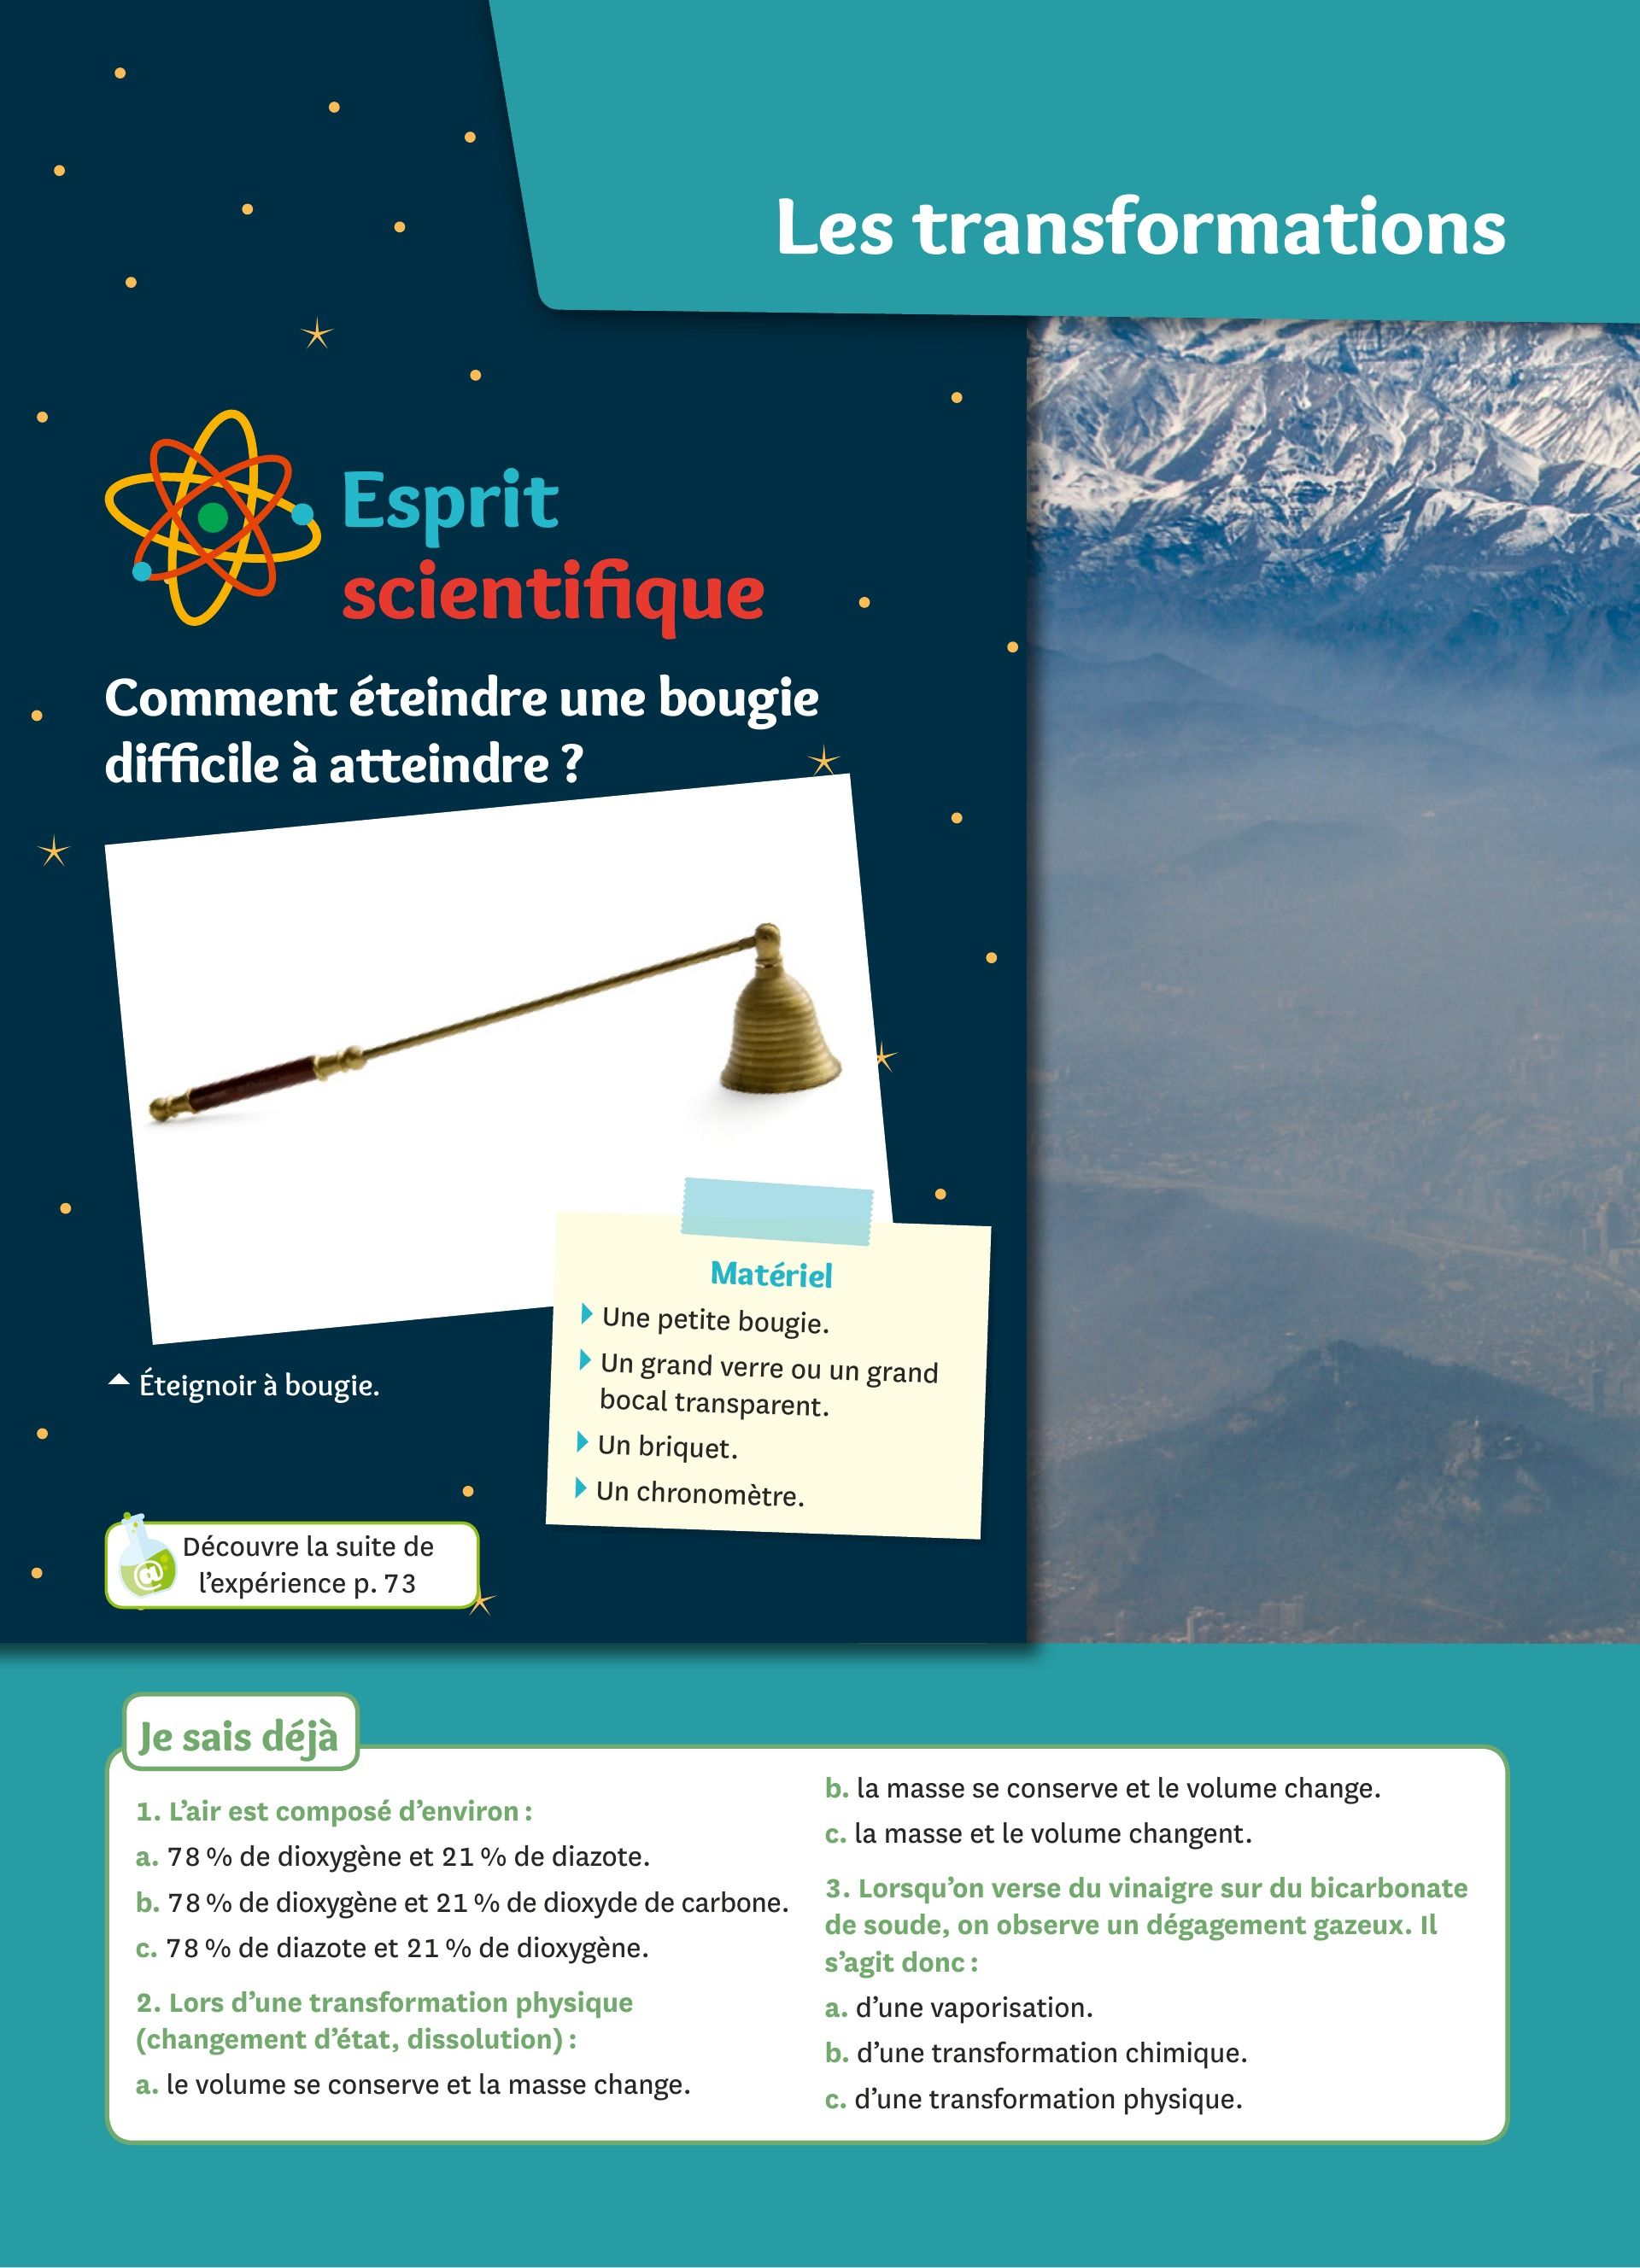 Les transformations
Esprit
scientifique
Comment éteindre une bougie
difficile à atteindre ?
Matériel
Une petite bougie.
Un grand verre ou un grand
bocal transparent.
Un briquet.
Un chronomètre.
Éteignoir à bougie.
@
Découvre la suite de
l'expérience p. 73
Je sais déjà
1. L'air est composé d'environ :
a. 78 % de dioxygène et 21 % de diazote.
b. 78 % de dioxygène et 21 % de dioxyde de carbone.
c. 78 % de diazote et 21 % de dioxygène.
2. Lors d'une transformation physique
(changement d'état, dissolution) :
a. le volume se conserve et la masse change.
b. la masse se conserve et le volume change.
c. la masse et le volume changent.
3. Lorsqu'on verse du vinaigre sur du bicarbonate
de soude, on observe un dégagement gazeux. Il
s'agit donc :
a. d'une vaporisation.
b. d'une transformation chimique.
c. d'une transformation physique.